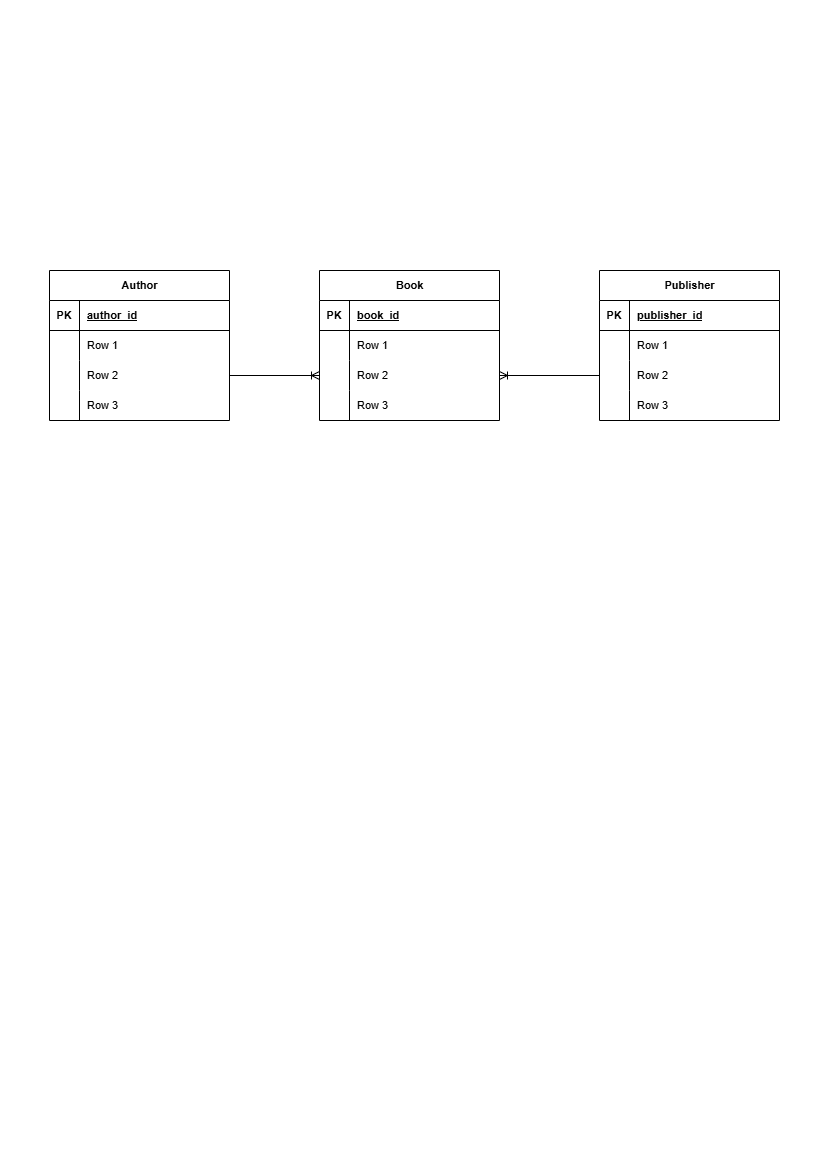 Author
PK author_id
Row 1
Row 2
Row 3
Book
PK book_id
Row 1
Row 2
Row 3
Publisher
PK publisher_id
Row 1
Row 2
Row 3